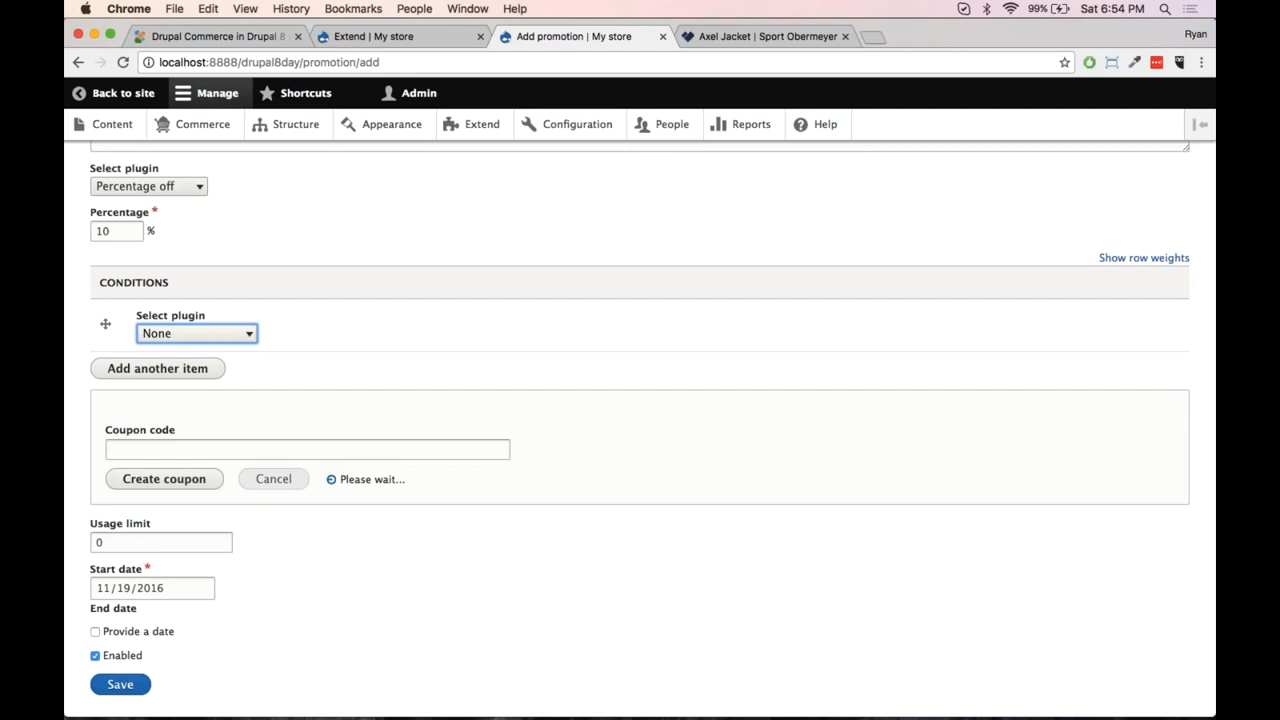 Chrome File Edit View History Bookmarks People Window Help 99% Sat 6:54 PM
Drupal Commerce in Drupal 8 Extend | My store Add promotion | My store Axel Jacket | Sport Obermeyer Ryan
localhost:8888/drupal8day/promotion/add
Back to site Manage Shortcuts Admin
Content Commerce Structure Appearance Extend Configuration People Reports Help
Select plugin
Percentage off
Percentage *
10 %
Show row weights
CONDITIONS
Select plugin
None
Add another item
Coupon code
Create coupon Cancel Please wait...
Usage limit
0
Start date *
11/19/2016
End date
Provide a date
Enabled
Save